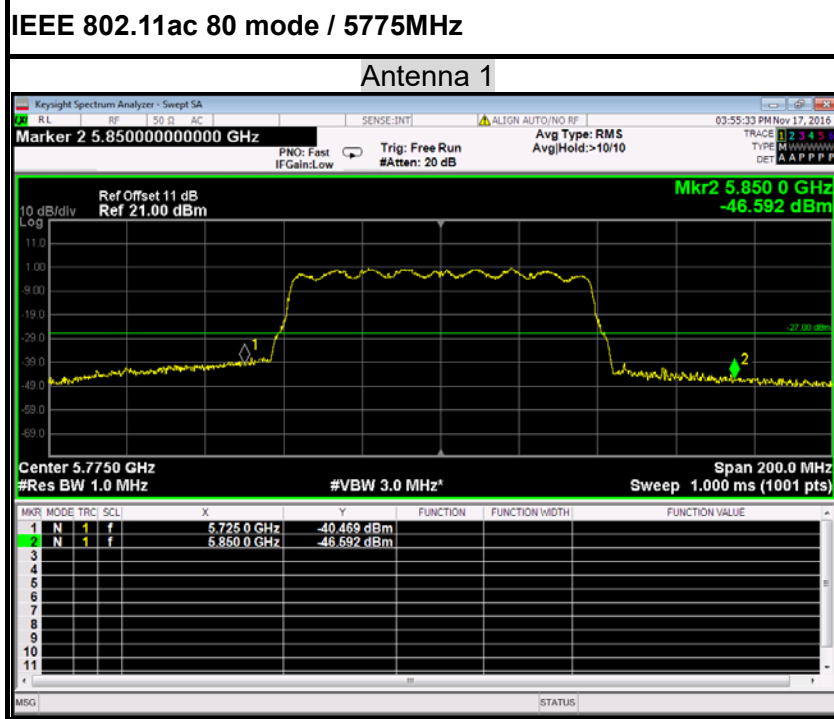 IEEE 802.11ac 80 mode / 5775MHz
Antenna 1
Keysight Spectrum Analyzer - Swept SA
RL RF 50 Ω AC SENSE:INT ALIGN AUTO/NO RF 03:55:33 PM Nov 17, 2016
Marker 2 5.850000000000 GHz Avg Type: RMS TRACE 1 2 3 4 5 6
PNO: Fast Trig: Free Run Avg|Hold:>10/10 TYPE M WWWWW
IFGain:Low #Atten: 20 dB DET A A P P P P
Mkr2 5.850 0 GHz
Ref Offset 11 dB
10 dB/div Ref 21.00 dBm -46.592 dBm
Log
11.0
1.00
-9.00
-19.0
-27.00 dBm
-29.0
1
-39.0
2
-49.0
-59.0
-69.0
Center 5.7750 GHz Span 200.0 MHz
#Res BW 1.0 MHz #VBW 3.0 MHz* Sweep 1.000 ms (1001 pts)
MKR MODE TRC SCL X Y FUNCTION FUNCTION WIDTH FUNCTION VALUE
1 N 1 f 5.725 0 GHz -40.469 dBm
2 N 1 f 5.850 0 GHz -46.592 dBm
3
4
5
6
7
8
9
10
11
MSG STATUS